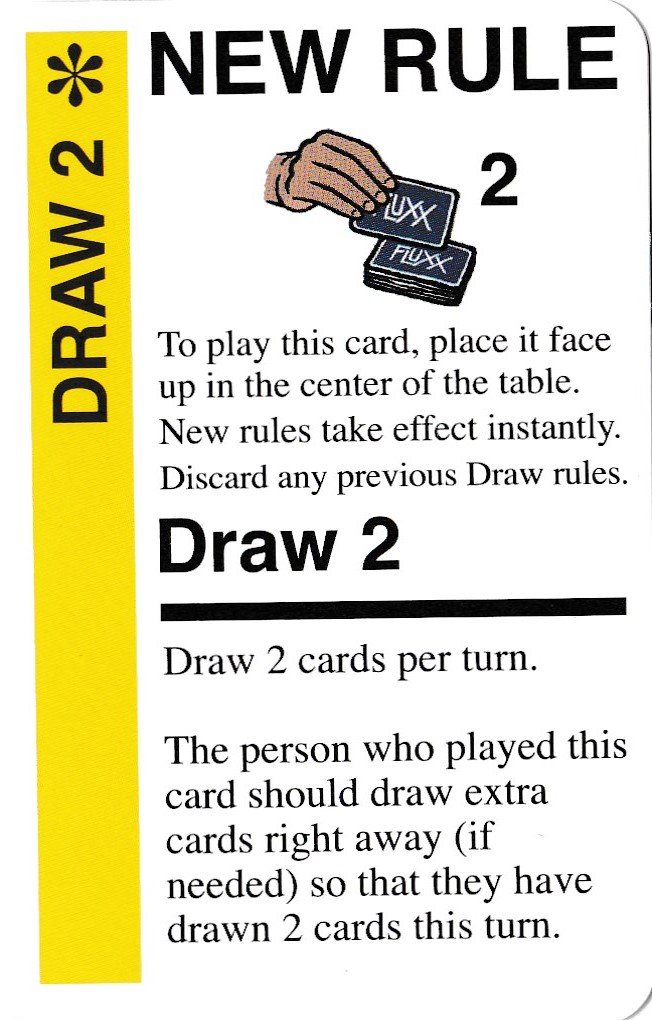 DRAW 2 *
NEW RULE
2
FLUXX
FLUXX
To play this card, place it face
up in the center of the table.
New rules take effect instantly.
Discard any previous Draw rules.
Draw 2
Draw 2 cards per turn.
The person who played this
card should draw extra
cards right away (if
needed) so that they have
drawn 2 cards this turn.